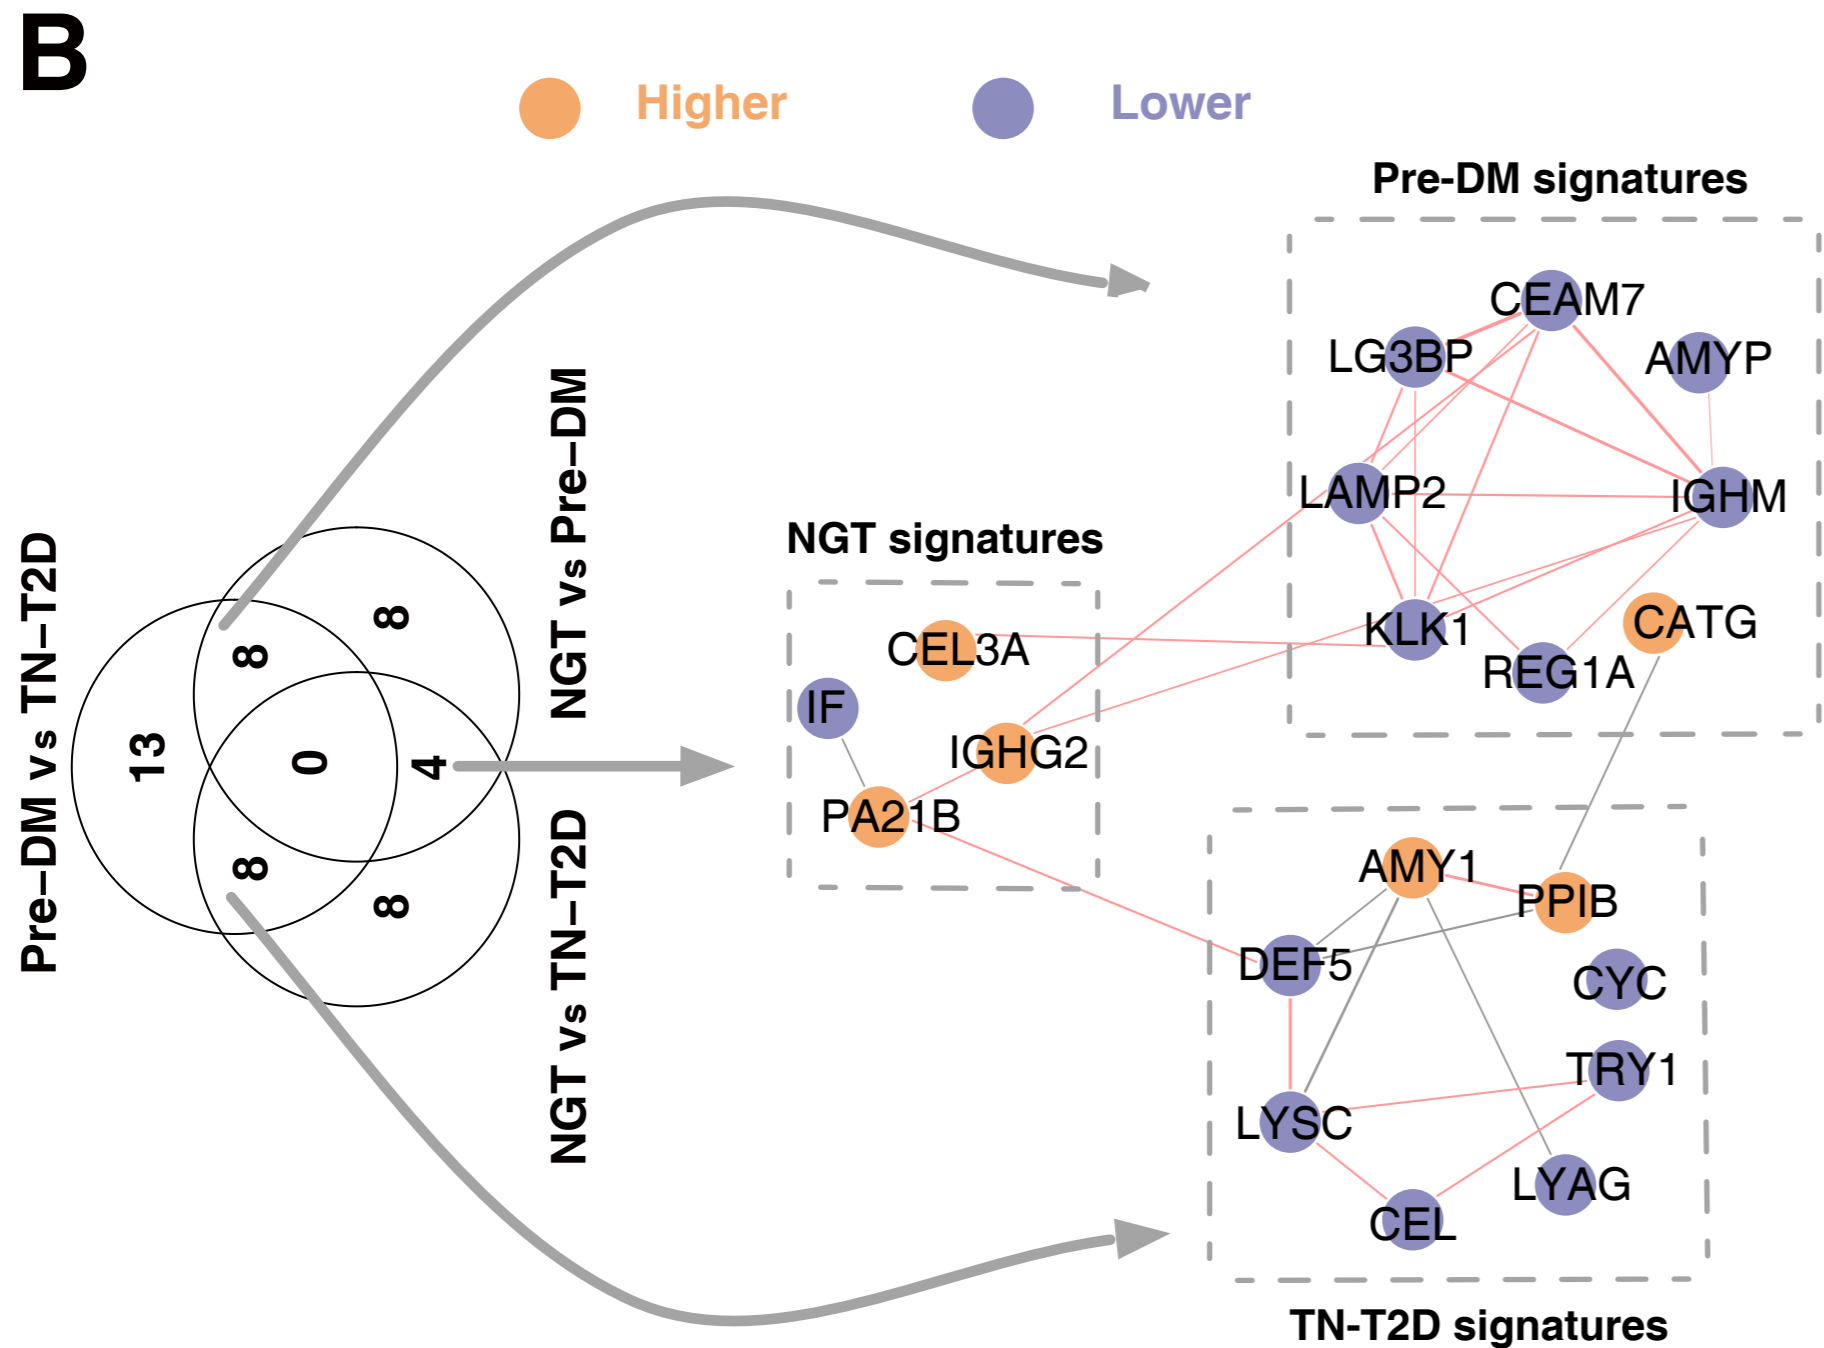 B
Higher
Lower
Pre-DM signatures
CEAM7
LG3BP
AMYP
LAMP2
IGHM
KLK1
CATG
REG1A
NGT signatures
CEL3A
IF
IGHG2
PA21B
Pre–DM vs TN–T2D
NGT vs Pre–DM
NGT vs TN–T2D
8
8
13
0
4
8
8
AMY1
PPIB
DEF5
CYC
TRY1
LYSC
LYAG
CEL
TN-T2D signatures